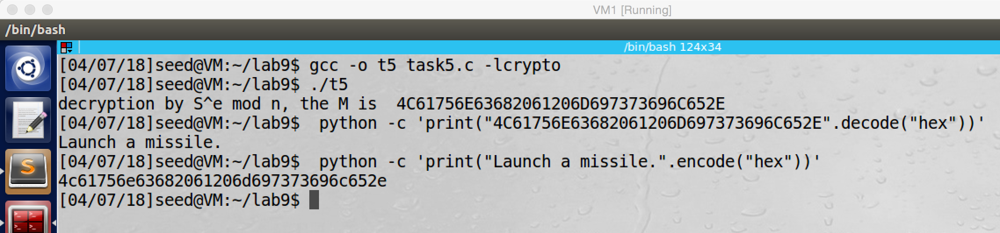 VM1 [Running]
/bin/bash
/bin/bash 124x34
[04/07/18]seed@VM:~/lab9$ gcc -o t5 task5.c -lcrypto
[04/07/18]seed@VM:~/lab9$ ./t5
decryption by S^e mod n, the M is  4C61756E63682061206D697373696C652E
[04/07/18]seed@VM:~/lab9$  python -c 'print("4C61756E63682061206D697373696C652E".decode("hex"))'
Launch a missile.
[04/07/18]seed@VM:~/lab9$  python -c 'print("Launch a missile.".encode("hex"))'
4c61756e63682061206d697373696c652e
[04/07/18]seed@VM:~/lab9$